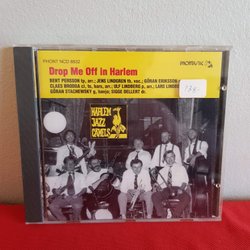 PHONT NCD 8832
PHONTASTIC
Drop Me Off in Harlem
BENT PERSSON tp, arr.; JENS LINDGREN tb, voc.; GÖRAN ERIKSSON
CLAES BRODDA cl, ts, bars, arr.; ULF LINDBERG p, arr.; LARS LINDB
GÖRAN STACHEWSKY g, banjo; SIGGE DELLERT dr.
138:-
HARLEM
JAZZ
CAMELS